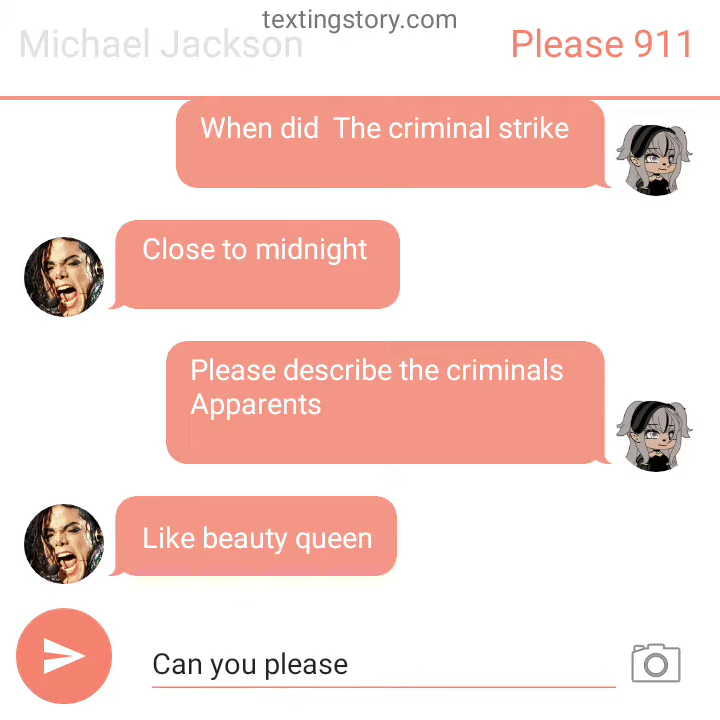 textingstory.com
Michael Jackson
Please 911
When did The criminal strike
Close to midnight
Please describe the criminals
Apparents
Like beauty queen
Can you please